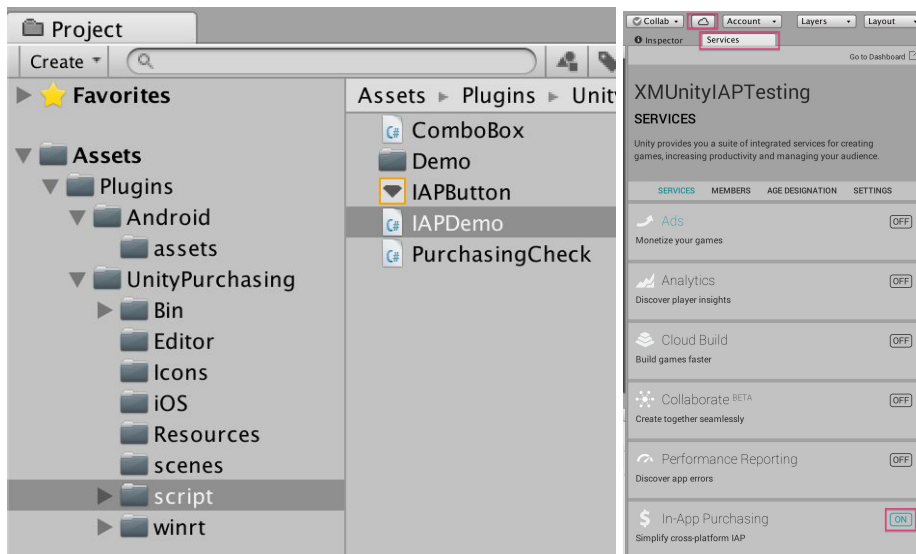 Project
Create
Favorites
Assets
Plugins
Android
assets
UnityPurchasing
Bin
Editor
Icons
iOS
Resources
scenes
script
winrt
Assets Plugins Unit
C# ComboBox
Demo
IAPButton
C# IAPDemo
C# PurchasingCheck
Collab Account Layers Layout
Inspector Services
Go to Dashboard
XMUnityIAPTesting
SERVICES
Unity provides you a suite of integrated services for creating
games, increasing productivity and managing your audience.
SERVICES MEMBERS AGE DESIGNATION SETTINGS
Ads OFF
Monetize your games
Analytics OFF
Discover player insights
Cloud Build OFF
Build games faster
Collaborate BETA OFF
Create together seamlessly
Performance Reporting OFF
Discover app errors
$ In-App Purchasing ON
Simplify cross-platform IAP